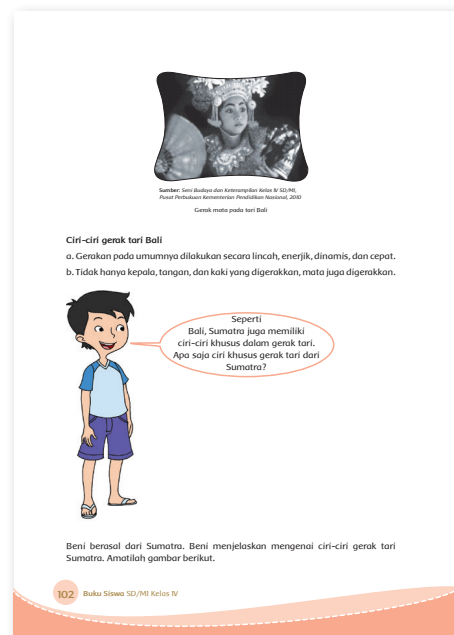 Sumber: Seni Budaya dan Keterampilan Kelas IV SD/MI,
Pusat Perbukuan Kementerian Pendidikan Nasional, 2010
Gerak mata pada tari Bali
Ciri-ciri gerak tari Bali
a. Gerakan pada umumnya dilakukan secara lincah, enerjik, dinamis, dan cepat.
b. Tidak hanya kepala, tangan, dan kaki yang digerakkan, mata juga digerakkan.
Seperti
Bali, Sumatra juga memiliki
ciri-ciri khusus dalam gerak tari.
Apa saja ciri khusus gerak tari dari
Sumatra?
Beni berasal dari Sumatra. Beni menjelaskan mengenai ciri-ciri gerak tari
Sumatra. Amatilah gambar berikut.
102 Buku Siswa SD/MI Kelas IV